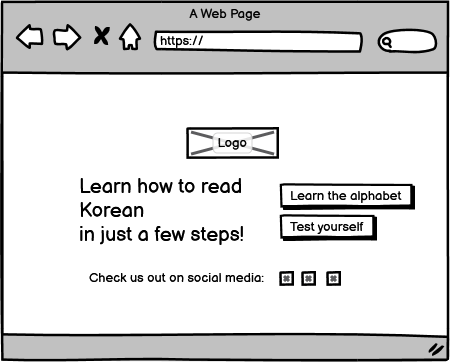 A Web Page
https://
Logo
Learn how to read
Korean
in just a few steps!
Learn the alphabet
Test yourself
Check us out on social media: